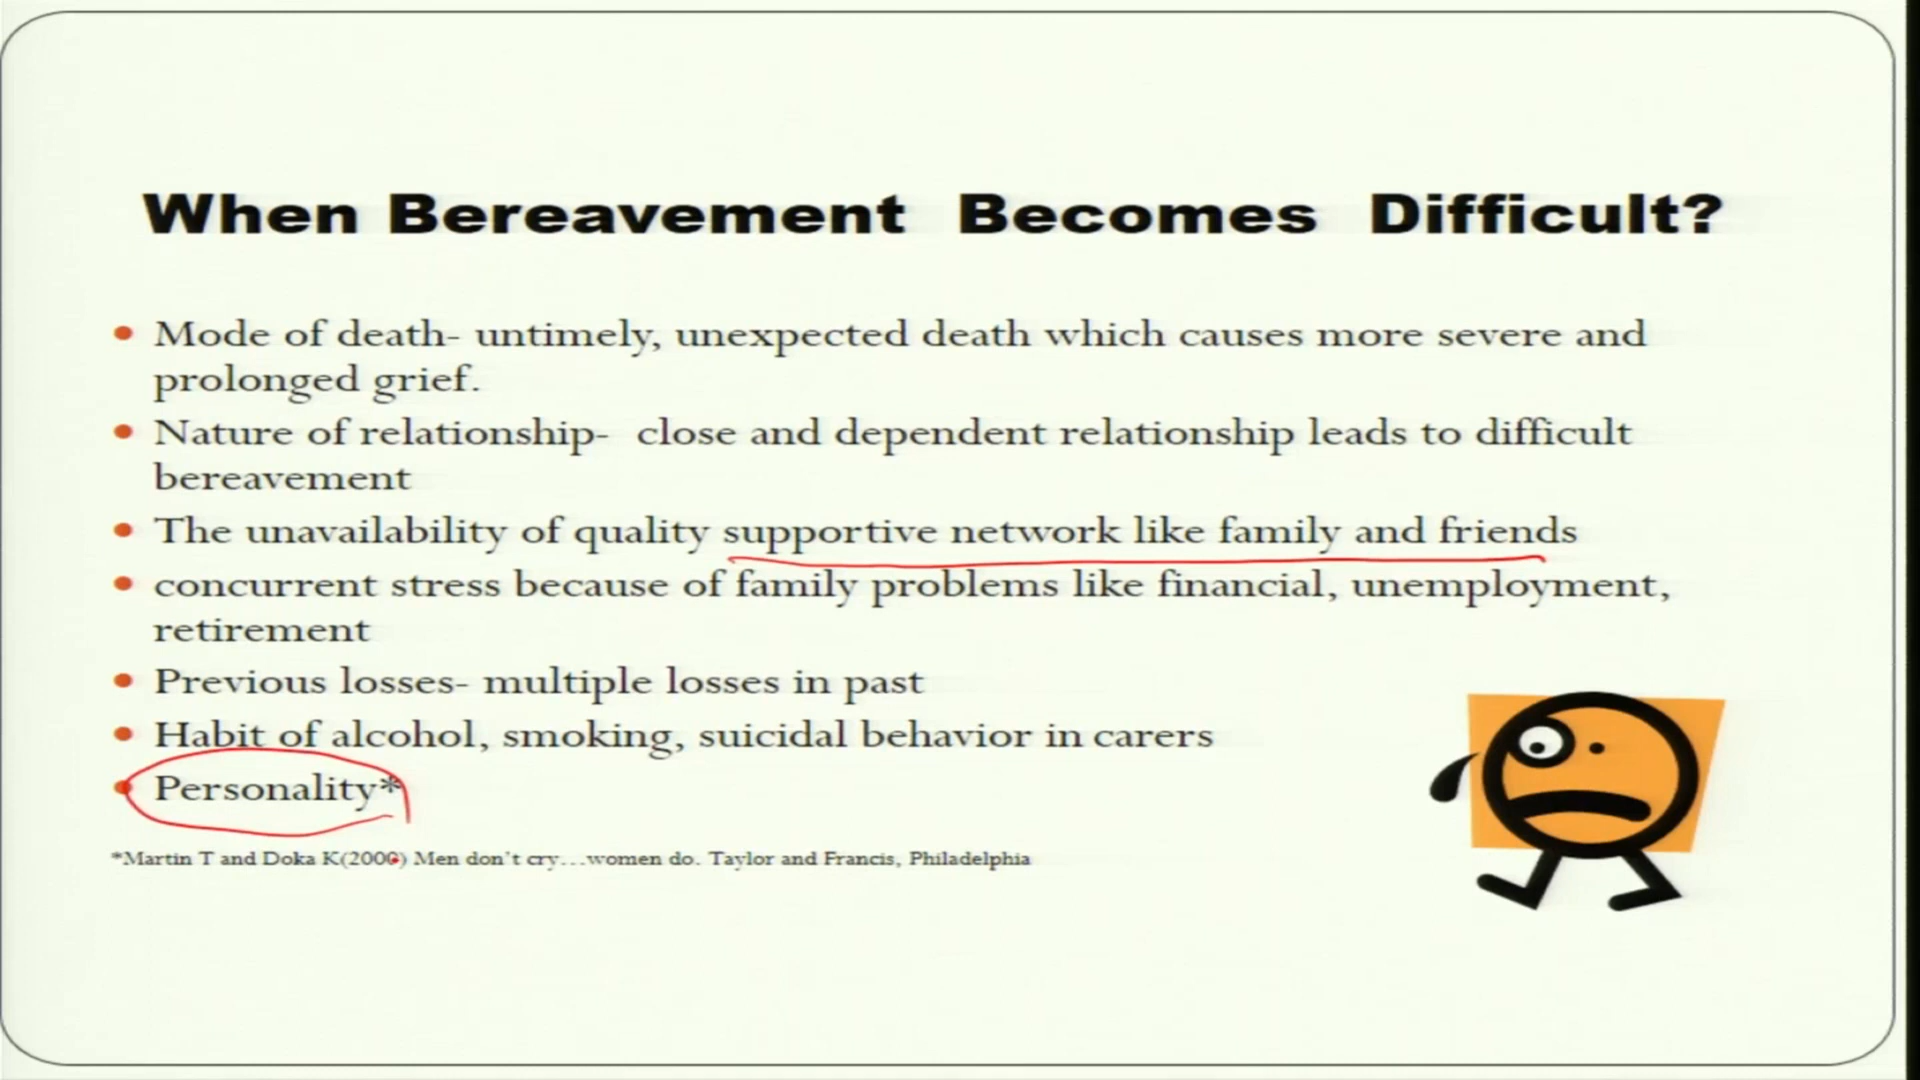 When Bereavement Becomes Difficult?
• Mode of death- untimely, unexpected death which causes more severe and
prolonged grief.
• Nature of relationship- close and dependent relationship leads to difficult
bereavement
• The unavailability of quality supportive network like family and friends
• concurrent stress because of family problems like financial, unemployment,
retirement
• Previous losses- multiple losses in past
• Habit of alcohol, smoking, suicidal behavior in carers
• Personality*
*Martin T and Doka K(2000) Men don't cry...women do. Taylor and Francis, Philadelphia